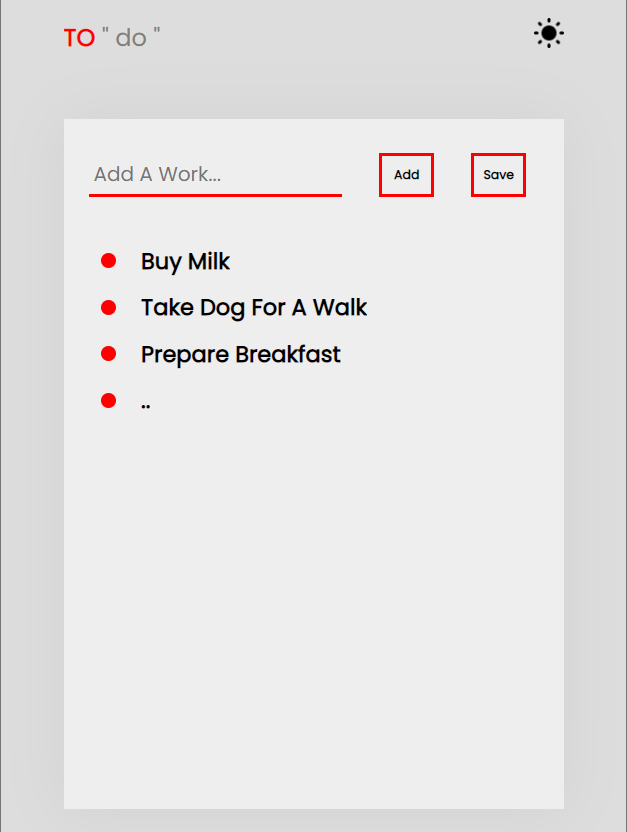 TO " do "
Add A Work... Add Save
Buy Milk
Take Dog For A Walk
Prepare Breakfast
..